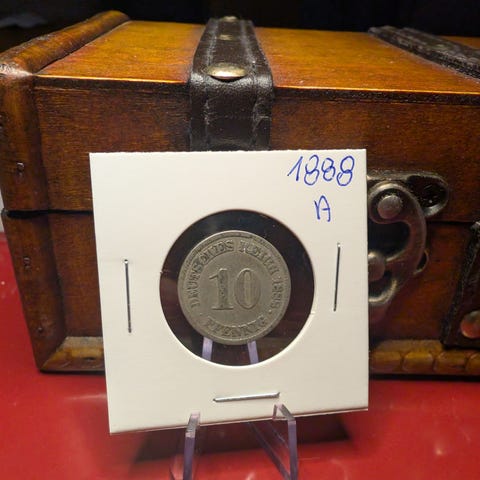 1888
A
DEUTSCHES REICH 1888
10
PFENNIG